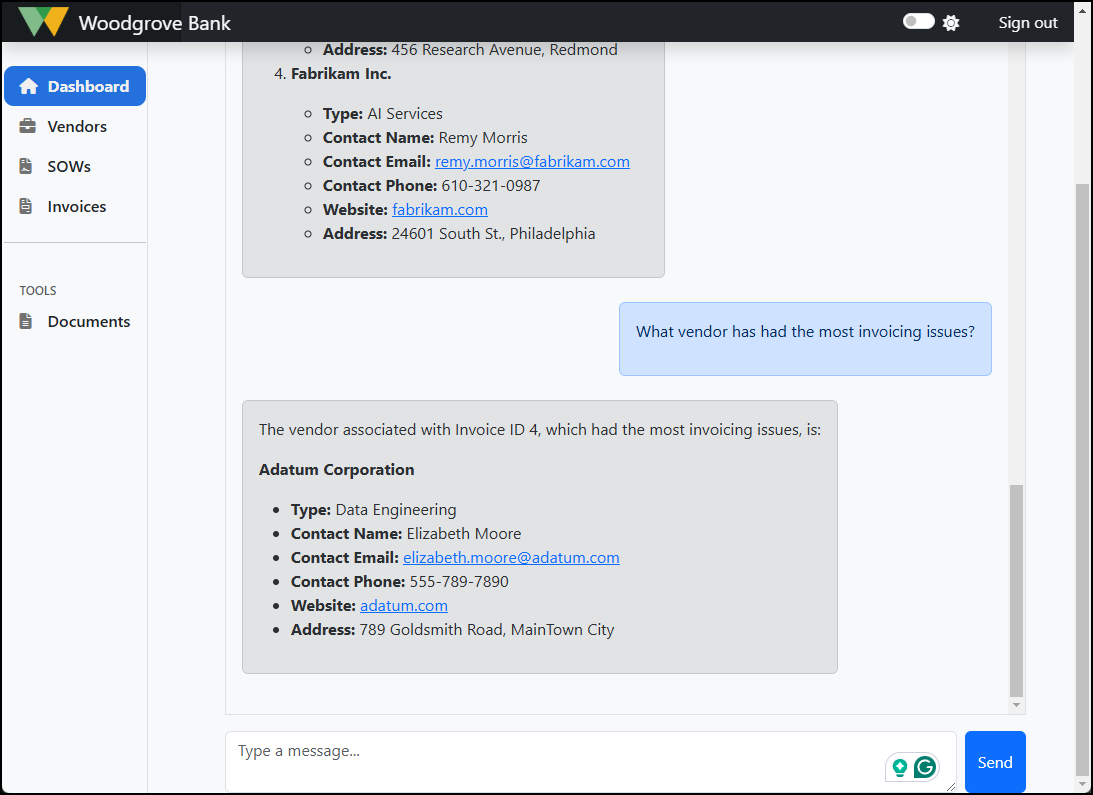 Woodgrove Bank
Sign out
Dashboard
Vendors
SOWs
Invoices
TOOLS
Documents
Address: 456 Research Avenue, Redmond
4. Fabrikam Inc.
Type: AI Services
Contact Name: Remy Morris
Contact Email: remy.morris@fabrikam.com
Contact Phone: 610-321-0987
Website: fabrikam.com
Address: 24601 South St., Philadelphia
What vendor has had the most invoicing issues?
The vendor associated with Invoice ID 4, which had the most invoicing issues, is:
Adatum Corporation
Type: Data Engineering
Contact Name: Elizabeth Moore
Contact Email: elizabeth.moore@adatum.com
Contact Phone: 555-789-7890
Website: adatum.com
Address: 789 Goldsmith Road, MainTown City
Type a message...
Send